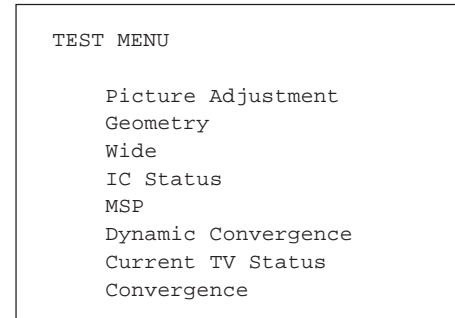 TEST MENU
Picture Adjustment
Geometry
Wide
IC Status
MSP
Dynamic Convergence
Current TV Status
Convergence